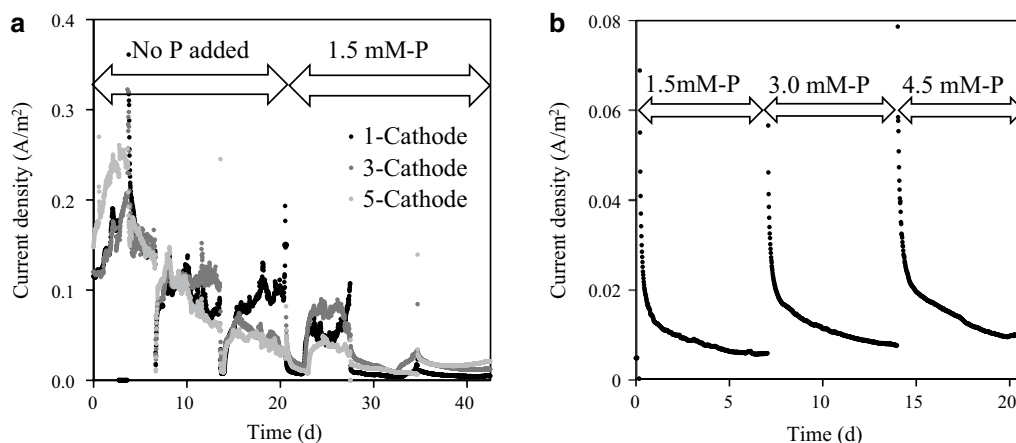 a
Current density (A/m²)
0.4
0.3
0.2
0.1
0.0
No P added
1.5 mM-P
1-Cathode
3-Cathode
5-Cathode
0 10 20 30 40
Time (d)
b
Current density (A/m²)
0.08
0.06
0.04
0.02
0.00
1.5mM-P
3.0 mM-P
4.5 mM-P
0 5 10 15 20
Time (d)